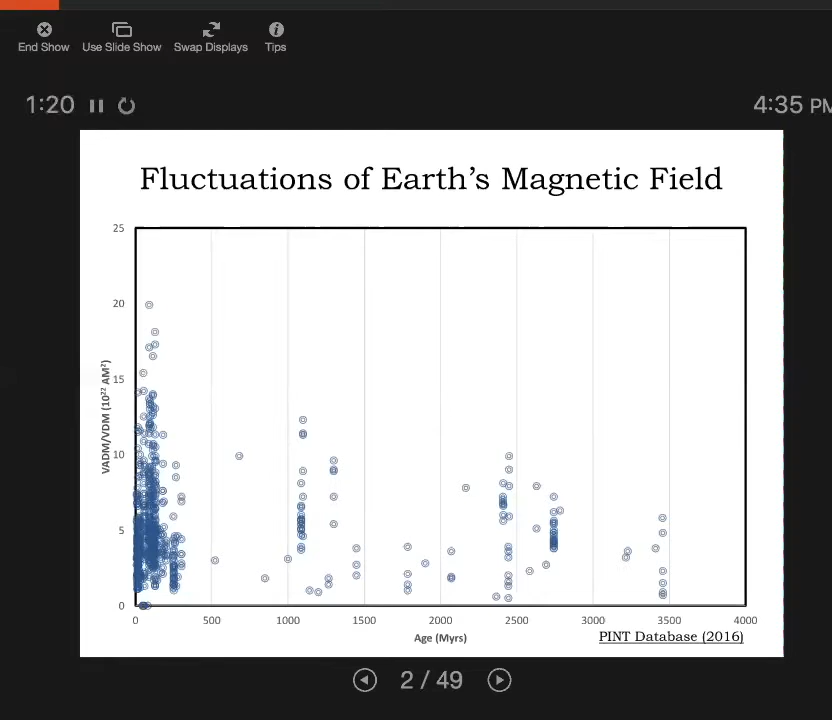 End Show Use Slide Show Swap Displays Tips
1:20 4:35 PM
Fluctuations of Earth's Magnetic Field
25
20
15
10
5
0
VADM/VDM (10²² AM²)
0 500 1000 1500 2000 2500 3000 3500 4000
Age (Myrs)
PINT Database (2016)
2 / 49